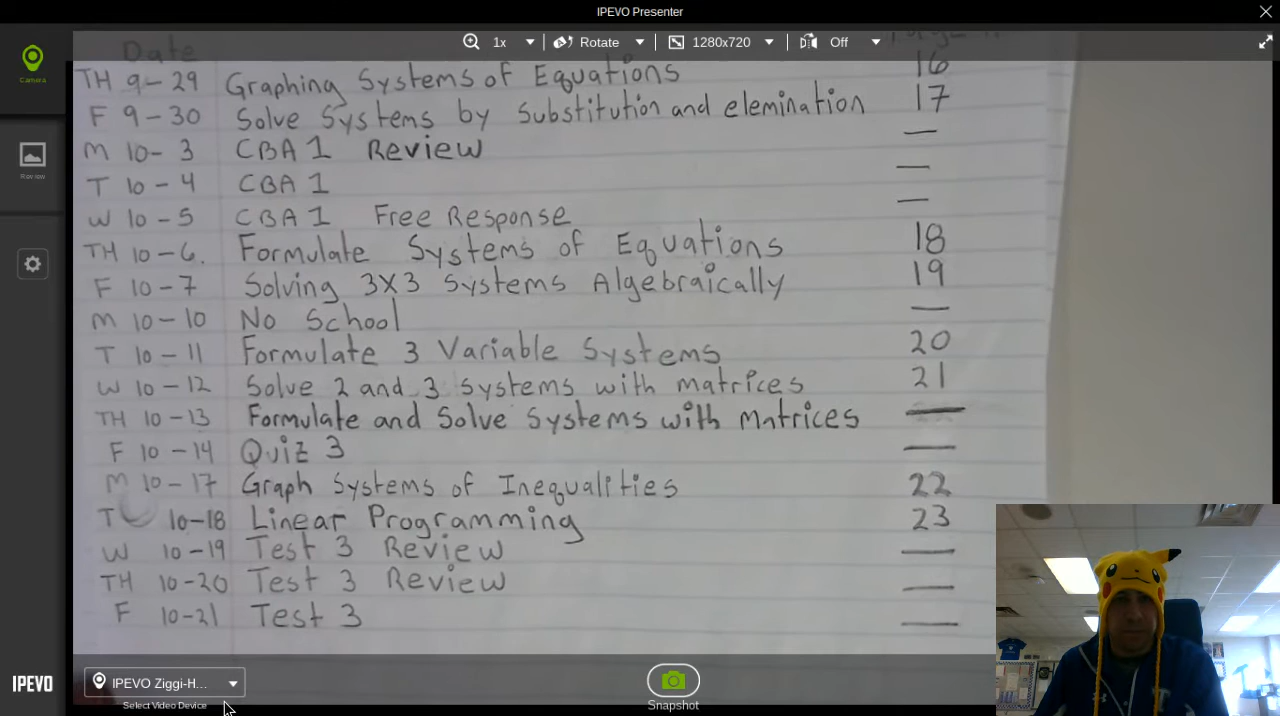 IPEVO Presenter
1x Rotate 1280x720 Off
Camera
Review
Date
TH 9-29 Graphing Systems of Equations 16
F 9-30 Solve Systems by Substitution and elemination 17
M 10-3 CBA 1 Review —
T 10-4 CBA 1 —
W 10-5 CBA 1 Free Response —
TH 10-6. Formulate Systems of Equations 18
F 10-7 Solving 3X3 Systems Algebraically 19
M 10-10 No School —
T 10-11 Formulate 3 Variable Systems 20
W 10-12 Solve 2 and 3 systems with matrices 21
TH 10-13 Formulate and Solve Systems with Matrices —
F 10-14 Quiz 3 —
M 10-17 Graph Systems of Inequalities 22
T 10-18 Linear Programming 23
W 10-19 Test 3 Review —
TH 10-20 Test 3 Review —
F 10-21 Test 3 —
IPEVO
IPEVO Ziggi-H...
Select Video Device
Snapshot